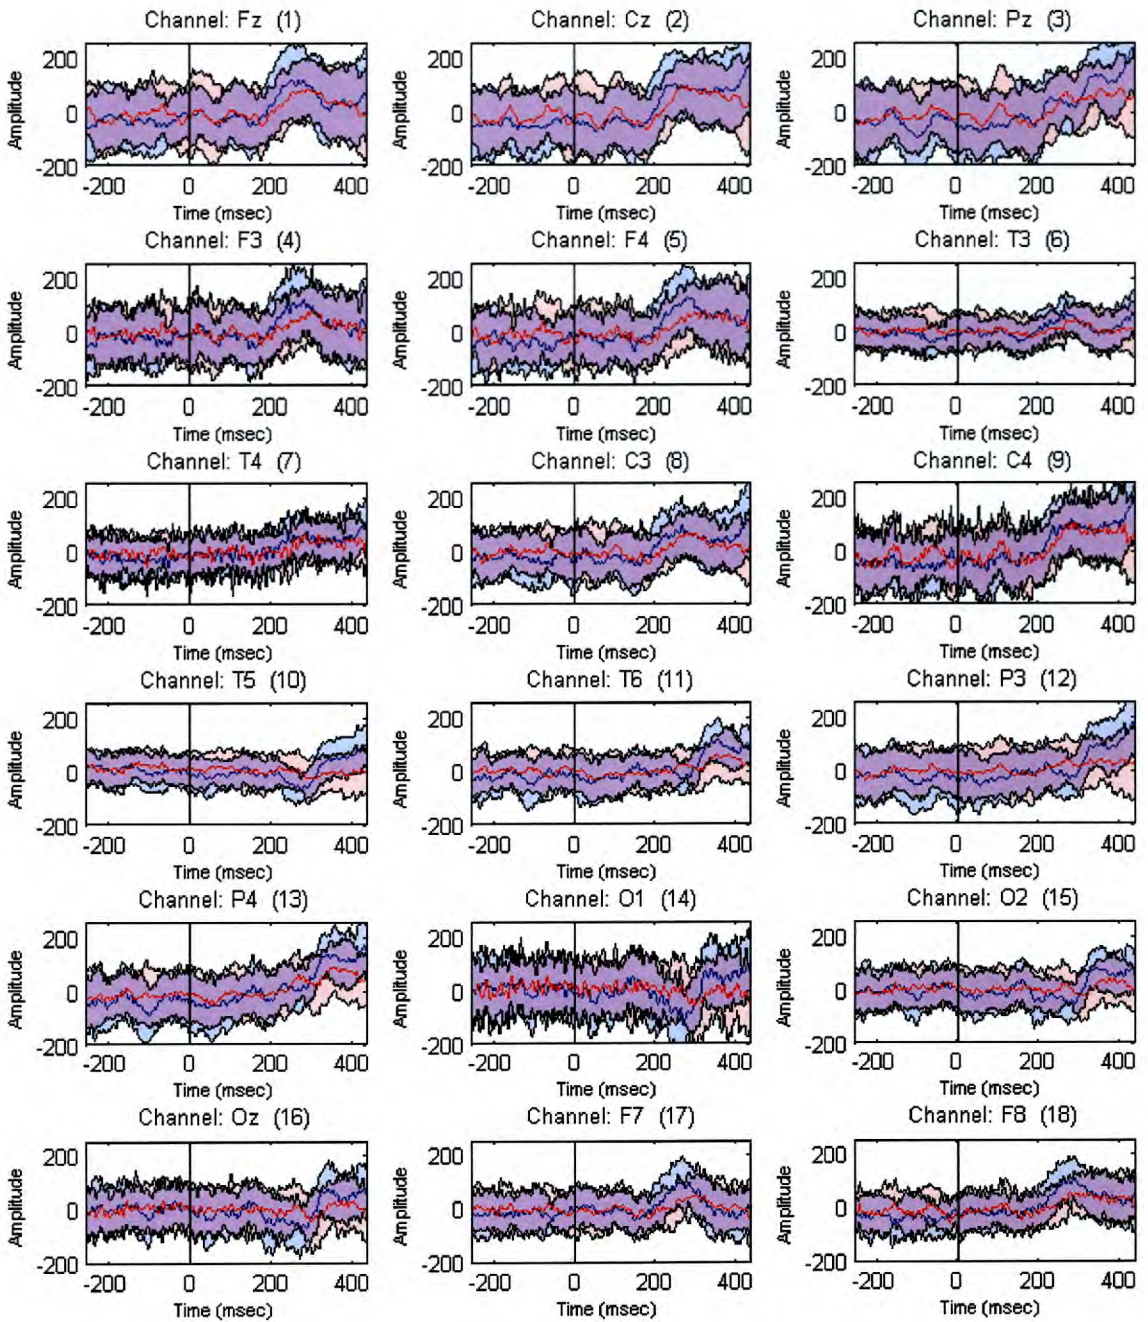 Channel: Fz (1) Channel: Cz (2) Channel: Pz (3)
Amplitude 200 0 -200 Amplitude 200 0 -200 Amplitude 200 0 -200
-200 0 200 400 -200 0 200 400 -200 0 200 400
Time (msec) Time (msec) Time (msec)
Channel: F3 (4) Channel: F4 (5) Channel: T3 (6)
Amplitude 200 0 -200 Amplitude 200 0 -200 Amplitude 200 0 -200
-200 0 200 400 -200 0 200 400 -200 0 200 400
Time (msec) Time (msec) Time (msec)
Channel: T4 (7) Channel: C3 (8) Channel: C4 (9)
Amplitude 200 0 -200 Amplitude 200 0 -200 Amplitude 200 0 -200
-200 0 200 400 -200 0 200 400 -200 0 200 400
Time (msec) Time (msec) Time (msec)
Channel: T5 (10) Channel: T6 (11) Channel: P3 (12)
Amplitude 200 0 -200 Amplitude 200 0 -200 Amplitude 200 0 -200
-200 0 200 400 -200 0 200 400 -200 0 200 400
Time (msec) Time (msec) Time (msec)
Channel: P4 (13) Channel: O1 (14) Channel: O2 (15)
Amplitude 200 0 -200 Amplitude 200 0 -200 Amplitude 200 0 -200
-200 0 200 400 -200 0 200 400 -200 0 200 400
Time (msec) Time (msec) Time (msec)
Channel: Oz (16) Channel: F7 (17) Channel: F8 (18)
Amplitude 200 0 -200 Amplitude 200 0 -200 Amplitude 200 0 -200
-200 0 200 400 -200 0 200 400 -200 0 200 400
Time (msec) Time (msec) Time (msec)